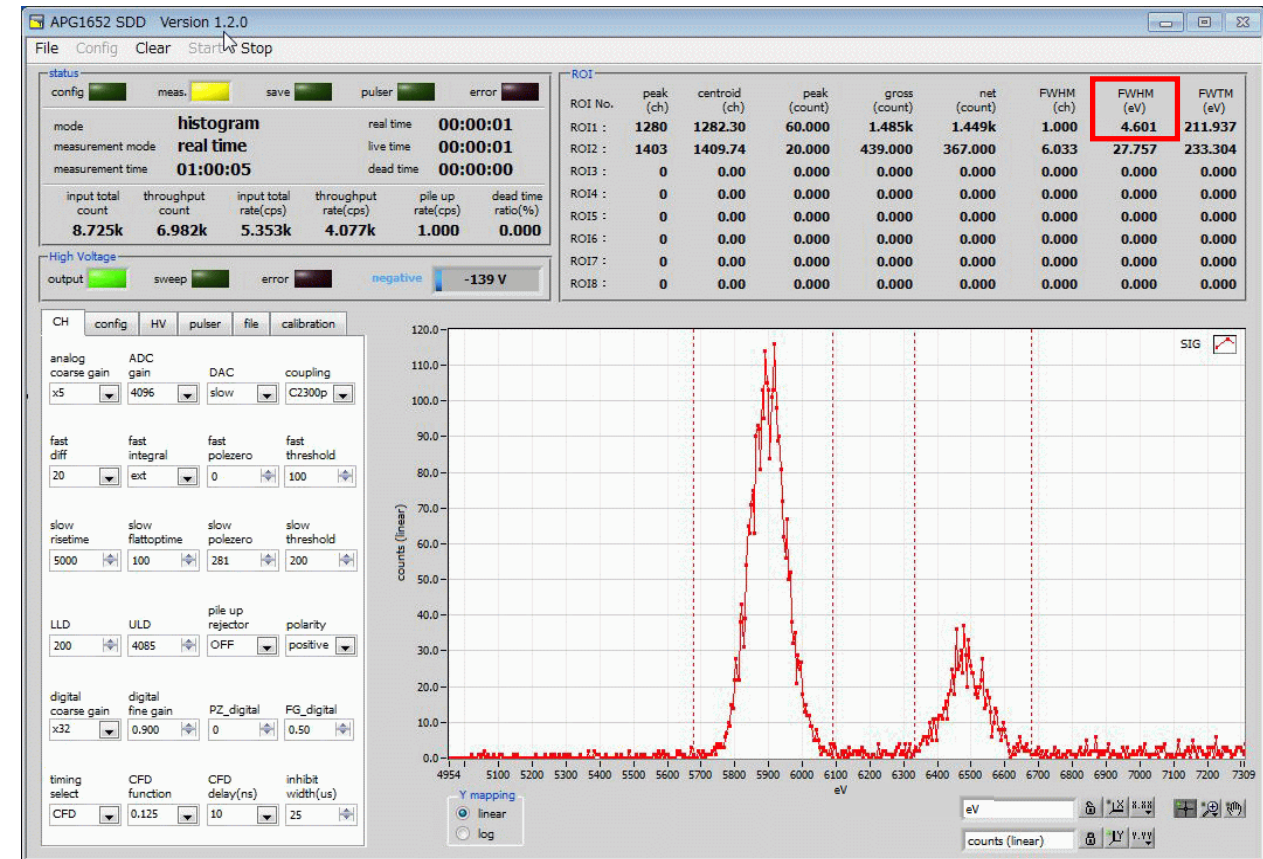 APG1652 SDD Version 1.2.0
File Config Clear Start Stop
status
config meas. save pulser error
mode histogram real time 00:00:01
measurement mode real time live time 00:00:01
measurement time 01:00:05 dead time 00:00:00
input total count throughput count input total rate(cps) throughput rate(cps) pile up rate(cps) dead time ratio(%)
8.725k 6.982k 5.353k 4.077k 1.000 0.000
High Voltage
output sweep error negative -139 V
ROI
ROI No. peak (ch) centroid (ch) peak (count) gross (count) net (count) FWHM (ch) FWHM (eV) FWTM (eV)
ROI1 : 1280 1282.30 60.000 1.485k 1.449k 1.000 4.601 211.937
ROI2 : 1403 1409.74 20.000 439.000 367.000 6.033 27.757 233.304
ROI3 : 0 0.00 0.000 0.000 0.000 0.000 0.000 0.000
ROI4 : 0 0.00 0.000 0.000 0.000 0.000 0.000 0.000
ROI5 : 0 0.00 0.000 0.000 0.000 0.000 0.000 0.000
ROI6 : 0 0.00 0.000 0.000 0.000 0.000 0.000 0.000
ROI7 : 0 0.00 0.000 0.000 0.000 0.000 0.000 0.000
ROI8 : 0 0.00 0.000 0.000 0.000 0.000 0.000 0.000
CH config HV pulser file calibration
analog coarse gain ADC gain DAC coupling
x5 4096 slow C2300p
fast diff fast integral fast polezero fast threshold
20 ext 0 100
slow risetime slow flattoptime slow polezero slow threshold
5000 100 281 200
LLD ULD pile up rejector polarity
200 4085 OFF positive
digital coarse gain digital fine gain PZ_digital FG_digital
x32 0.900 0 0.50
timing select CFD function CFD delay(ns) inhibit width(us)
CFD 0.125 10 25
SIG
counts (linear)
120.0
110.0
100.0
90.0
80.0
70.0
60.0
50.0
40.0
30.0
20.0
10.0
0.0
4954 5100 5200 5300 5400 5500 5600 5700 5800 5900 6000 6100 6200 6300 6400 6500 6600 6700 6800 6900 7000 7100 7200 7309
eV
Y mapping
linear
log
eV
counts (linear)